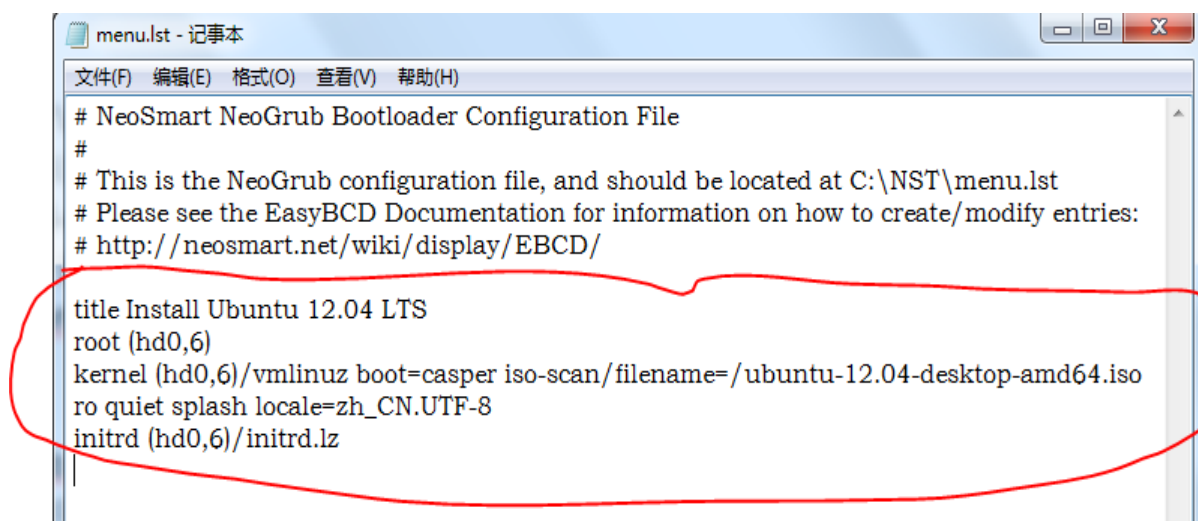 menu.lst - 记事本
文件(F) 编辑(E) 格式(O) 查看(V) 帮助(H)
# NeoSmart NeoGrub Bootloader Configuration File
#
# This is the NeoGrub configuration file, and should be located at C:\NST\menu.lst
# Please see the EasyBCD Documentation for information on how to create/modify entries:
# http://neosmart.net/wiki/display/EBCD/
title Install Ubuntu 12.04 LTS
root (hd0,6)
kernel (hd0,6)/vmlinuz boot=casper iso-scan/filename=/ubuntu-12.04-desktop-amd64.iso
ro quiet splash locale=zh_CN.UTF-8
initrd (hd0,6)/initrd.lz